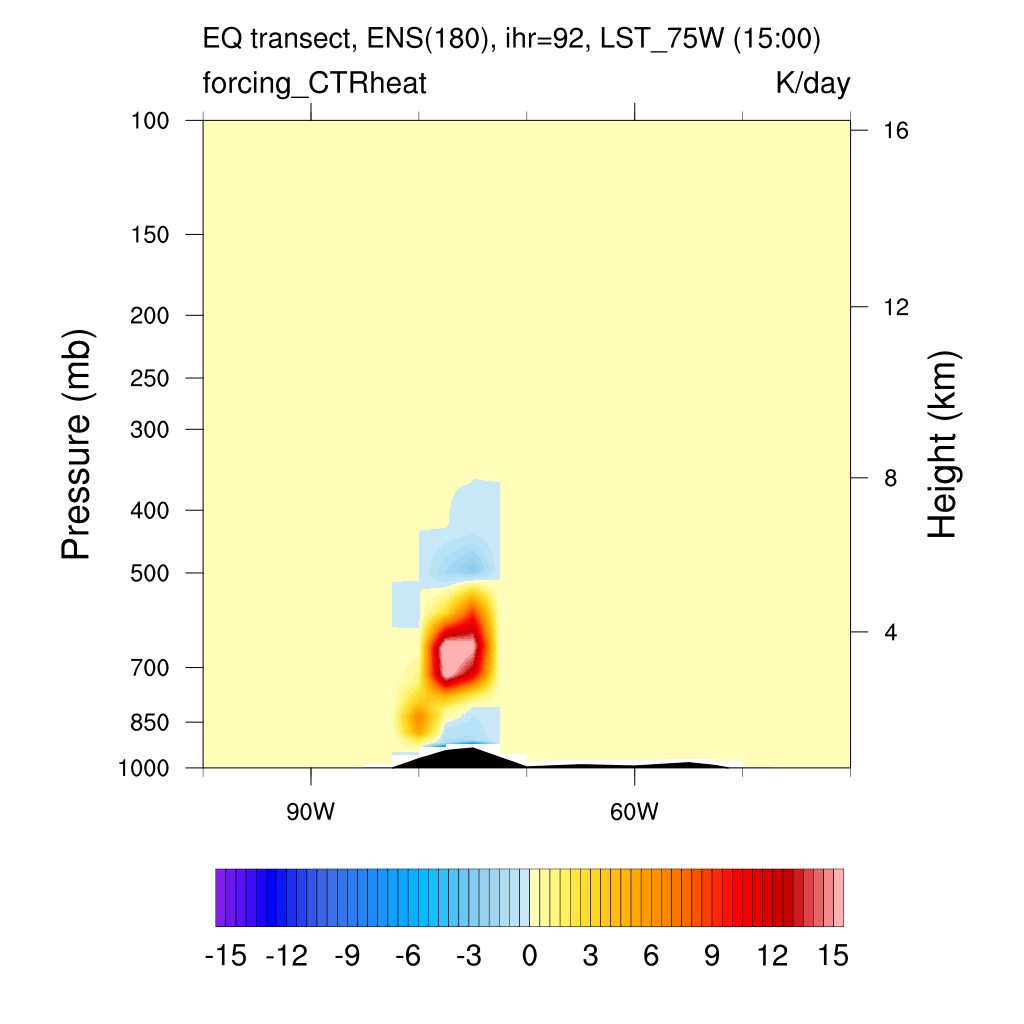 EQ transect, ENS(180), ihr=92, LST_75W (15:00)
forcing_CTRheat K/day
100
150
200
250
300
400
500
700
850
1000
Pressure (mb)
16
12
8
4
Height (km)
90W 60W
-15 -12 -9 -6 -3 0 3 6 9 12 15